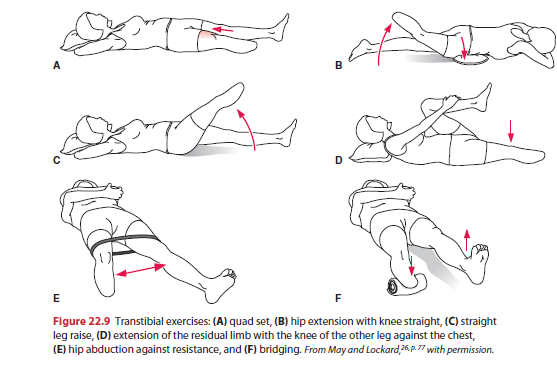 A
B
C
D
E
F
Figure 22.9 Transtibial exercises: (A) quad set, (B) hip extension with knee straight, (C) straight
leg raise, (D) extension of the residual limb with the knee of the other leg against the chest,
(E) hip abduction against resistance, and (F) bridging. From May and Lockard,26, p. 77 with permission.